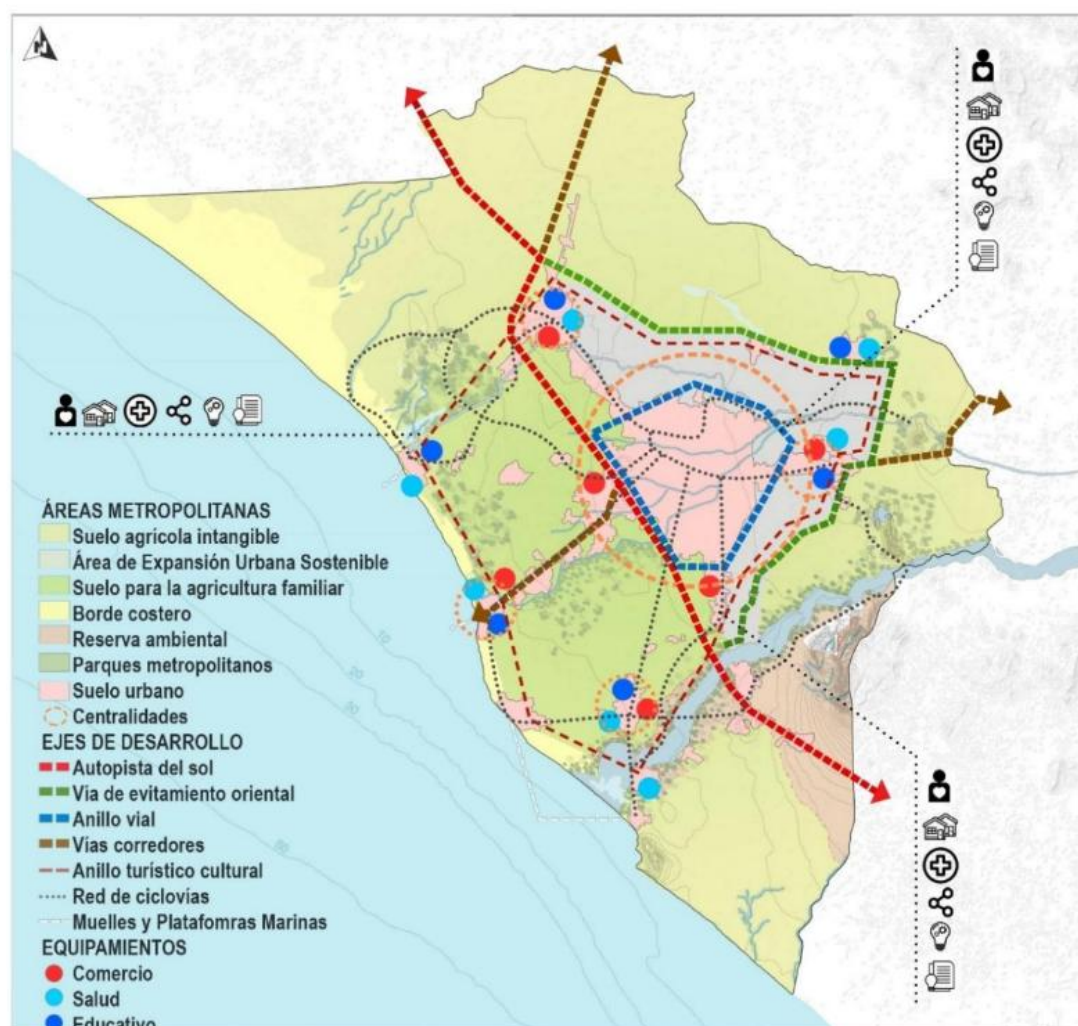 ÁREAS METROPOLITANAS
Suelo agrícola intangible
Área de Expansión Urbana Sostenible
Suelo para la agricultura familiar
Borde costero
Reserva ambiental
Parques metropolitanos
Suelo urbano
Centralidades
EJES DE DESARROLLO
Autopista del sol
Via de evitamiento oriental
Anillo vial
Vías corredores
Anillo turístico cultural
Red de ciclovías
Muelles y Platafomras Marinas
EQUIPAMIENTOS
Comercio
Salud
Educativo